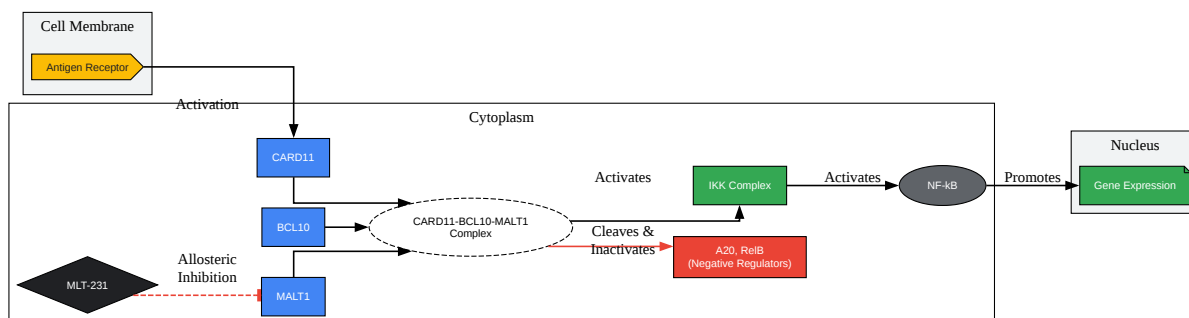 Cell Membrane
Antigen Receptor
Activation
Cytoplasm
CARD11
Nucleus
Activates
IKK Complex
Activates
NF-kB
Promotes
Gene Expression
BCL10
CARD11-BCL10-MALT1
Complex
Cleaves &
Inactivates
A20, RelB
(Negative Regulators)
Allosteric
Inhibition
MLT-231
MALT1